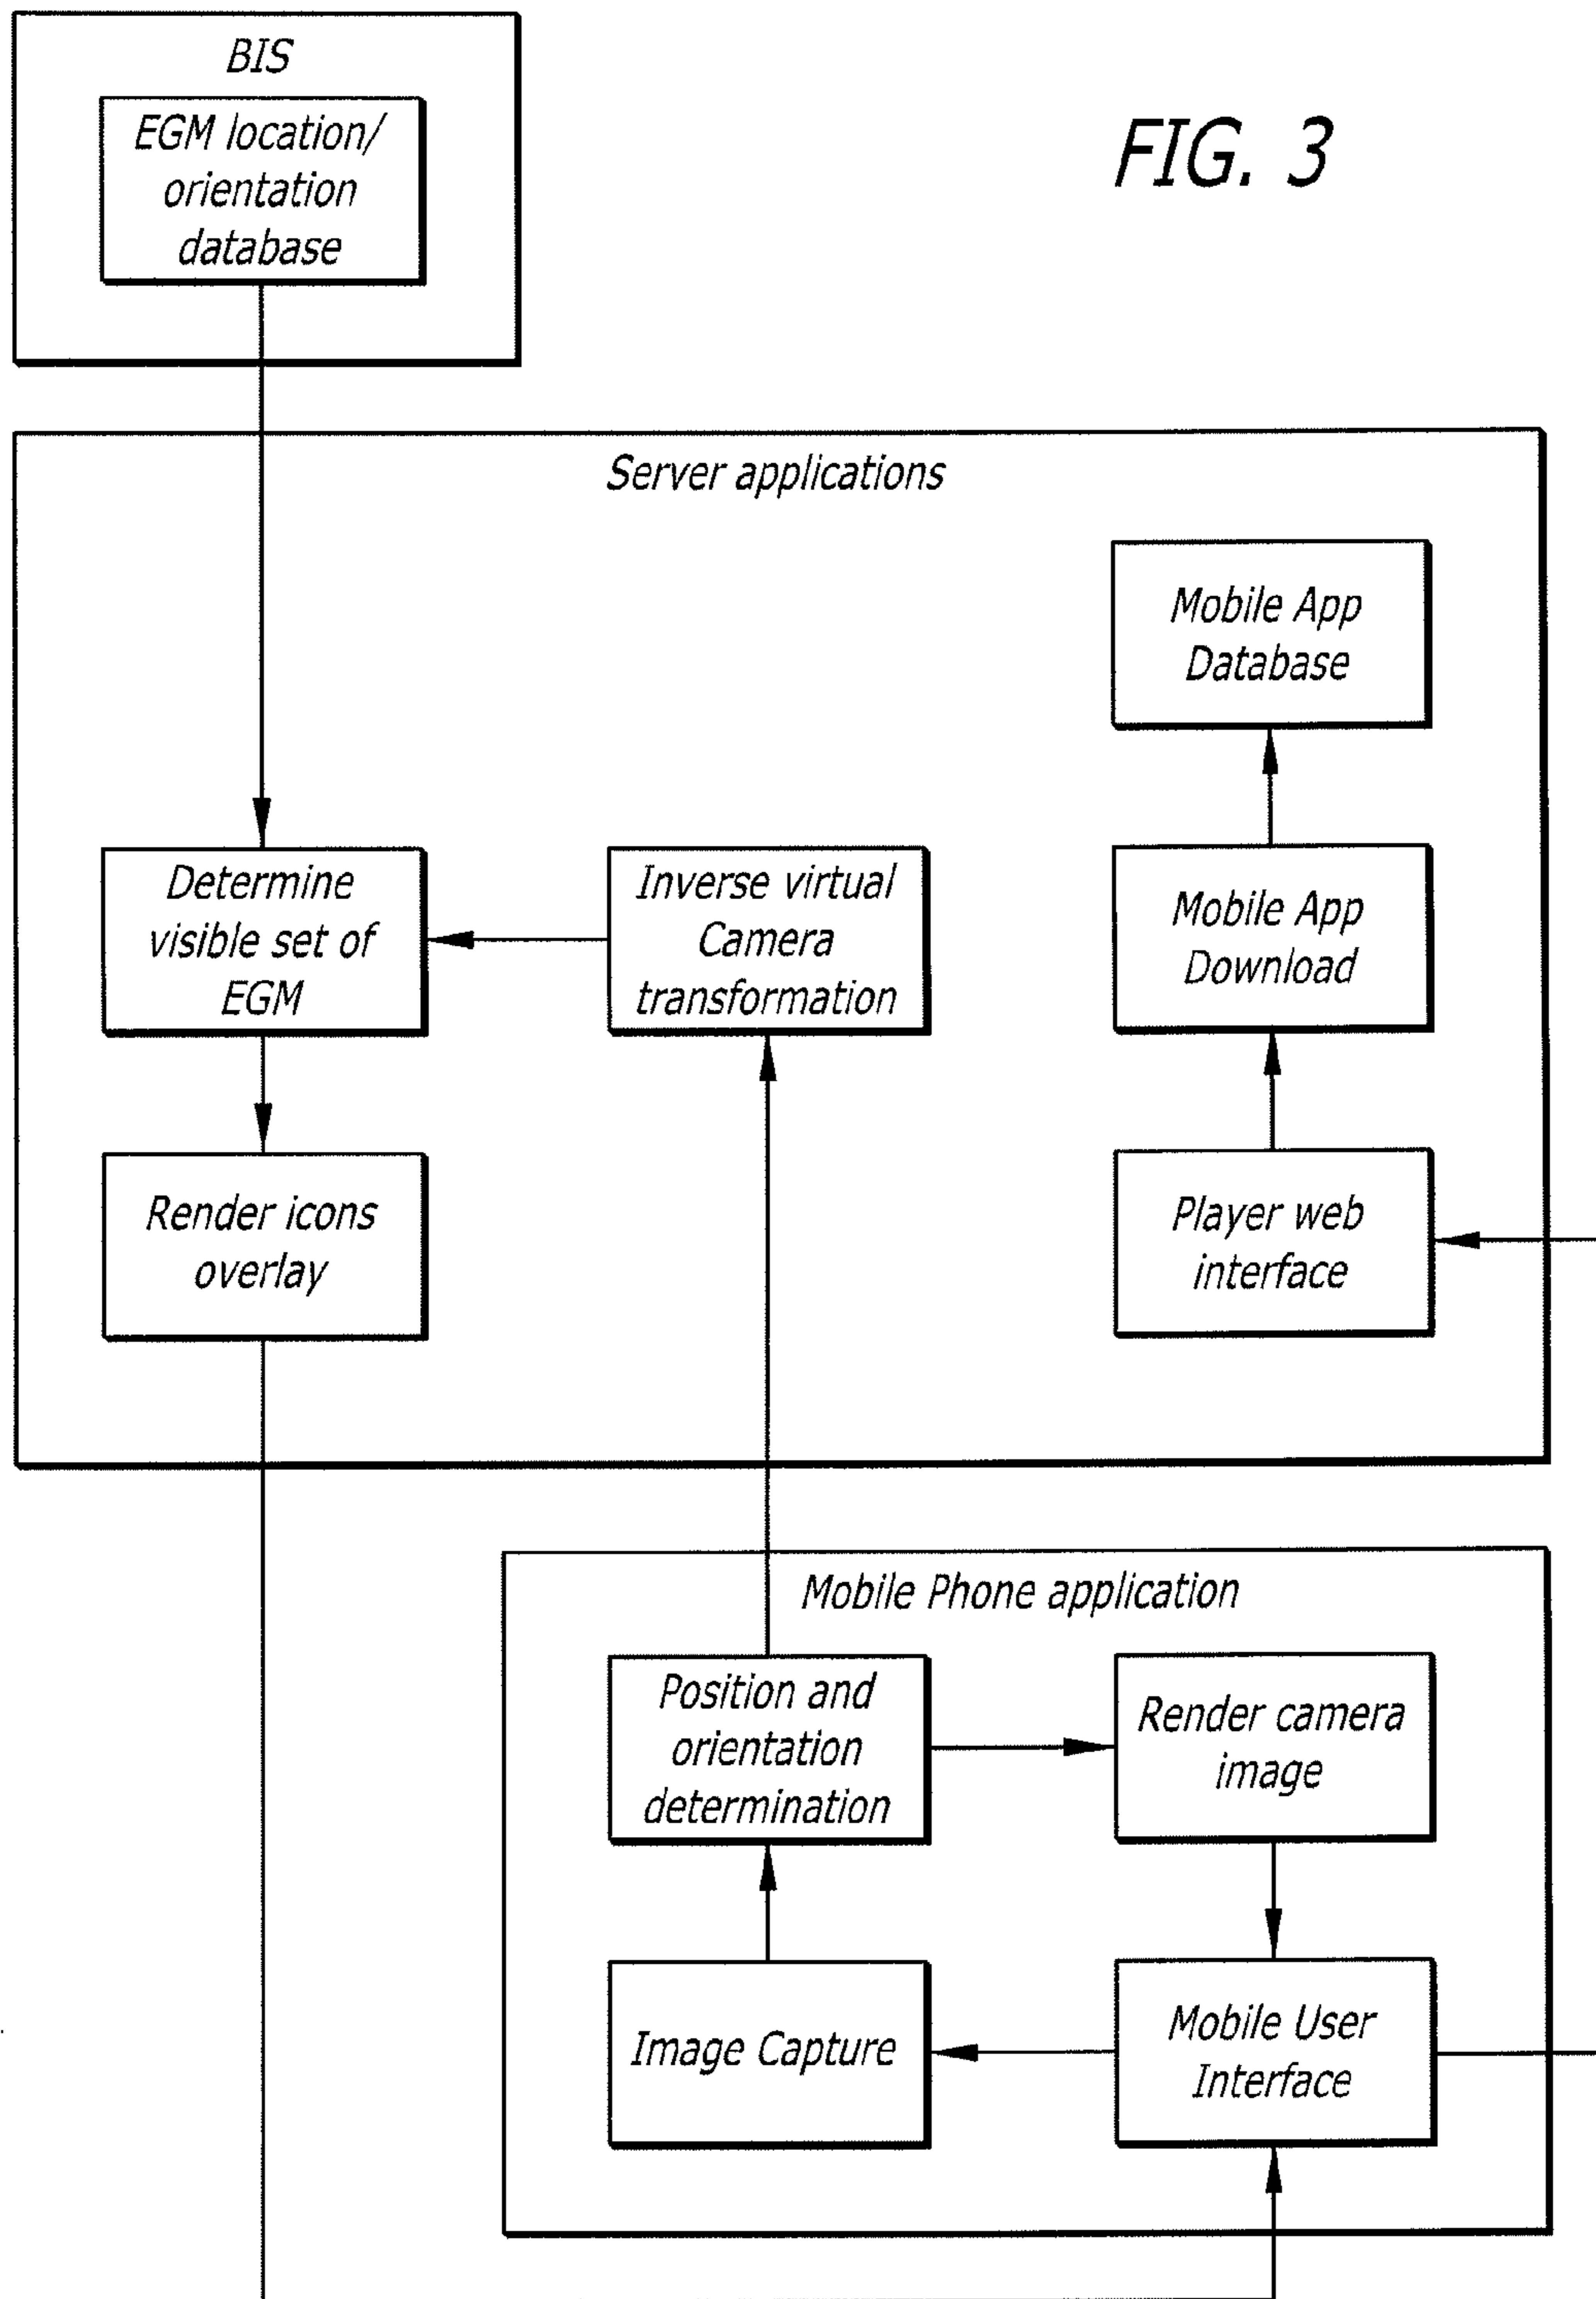 BIS
EGM location/
orientation
database
FIG. 3
Server applications
Mobile App
Database
Determine
visible set of
EGM
Inverse virtual
Camera
transformation
Mobile App
Download
Render icons
overlay
Player web
interface
Mobile Phone application
Position and
orientation
determination
Render camera
image
Image Capture
Mobile User
Interface